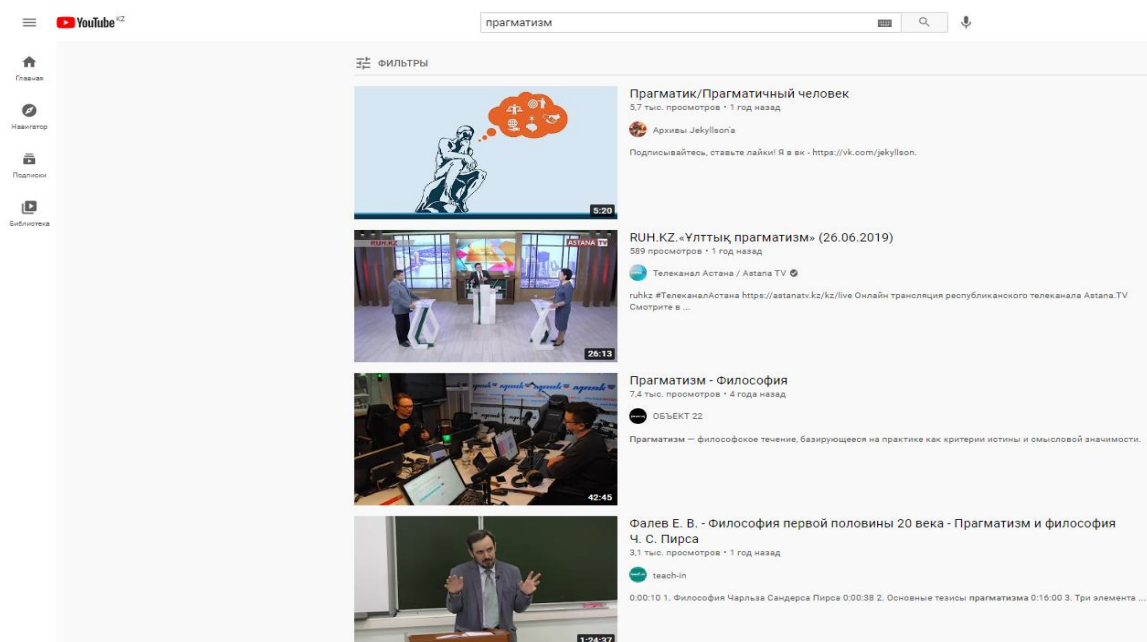 YouTube KZ
прагматизм
Главная
Навигатор
Подписки
Библиотека
ФИЛЬТРЫ
5:20
Прагматик/Прагматичный человек
5,7 тыс. просмотров • 1 год назад
Архивы Jekyllson'a
Подписывайтесь, ставьте лайки! Я в вк - https://vk.com/jekyllson.
RUH.KZ
ASTANA TV
26:13
RUH.KZ.«Ұлттық прагматизм» (26.06.2019)
589 просмотров • 1 год назад
Телеканал Астана / Astana TV
ruhkz #ТелеканалАстана https://astanatv.kz/kz/live Онлайн трансляция республиканского телеканала Astana.TV
Смотрите в ...
42:45
Прагматизм - Философия
7,4 тыс. просмотров • 4 года назад
ОБЪЕКТ 22
Прагматизм — философское течение, базирующееся на практике как критерии истины и смысловой значимости.
1:24:37
Фалев Е. В. - Философия первой половины 20 века - Прагматизм и философия
Ч. С. Пирса
3,1 тыс. просмотров • 1 год назад
teach-in
0:00:10 1. Философия Чарльза Сандерса Пирса 0:00:38 2. Основные тезисы прагматизма 0:16:00 3. Три элемента ...